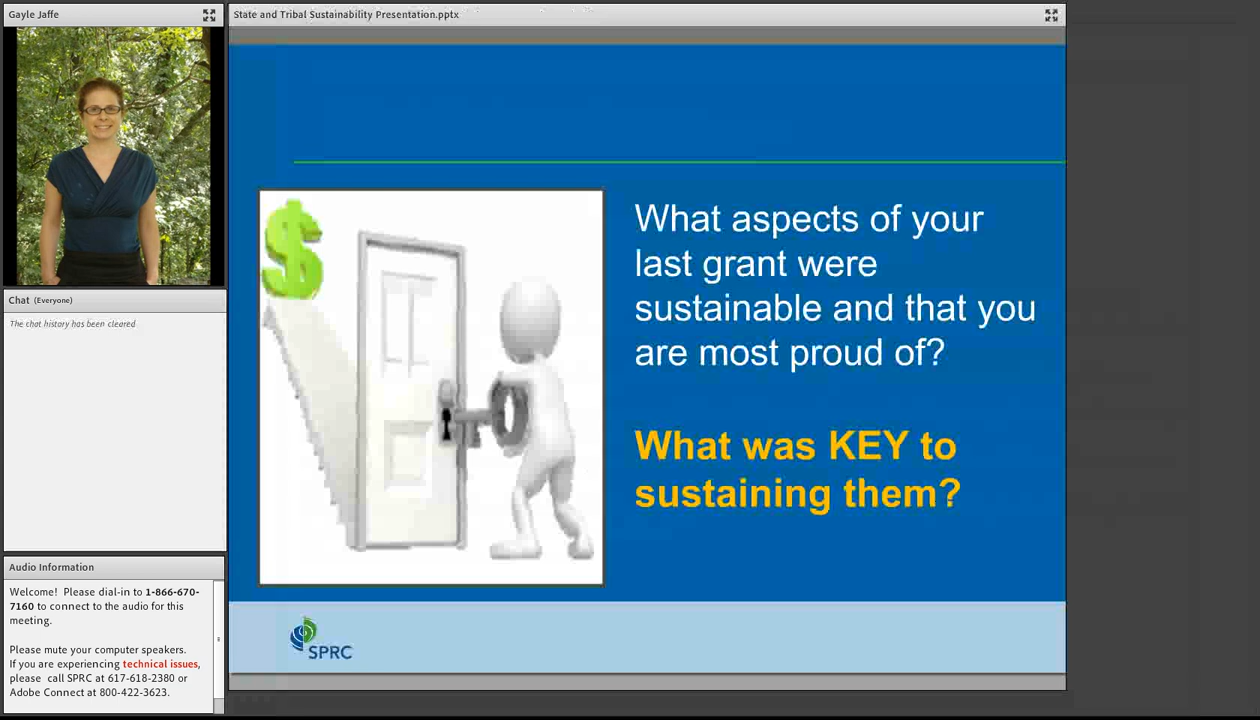 Gayle Jaffe
State and Tribal Sustainability Presentation.pptx
Chat (Everyone)
The chat history has been cleared
Audio Information
Welcome! Please dial-in to 1-866-670-
7160 to connect to the audio for this
meeting.
Please mute your computer speakers.
If you are experiencing technical issues,
please call SPRC at 617-618-2380 or
Adobe Connect at 800-422-3623.
$
What aspects of your
last grant were
sustainable and that you
are most proud of?
What was KEY to
sustaining them?
SPRC